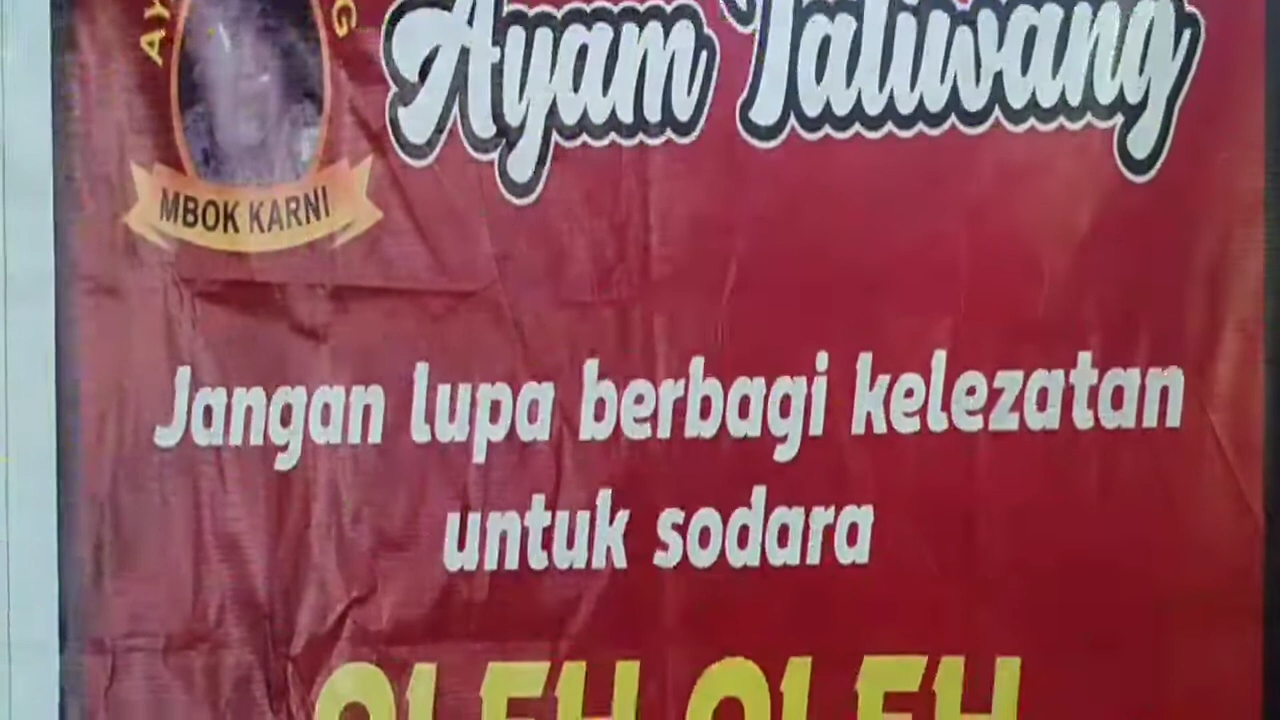 Ayam Taliwang
MBOK KARNI
Jangan lupa berbagi kelezatan
untuk sodara
OLEH OLEH